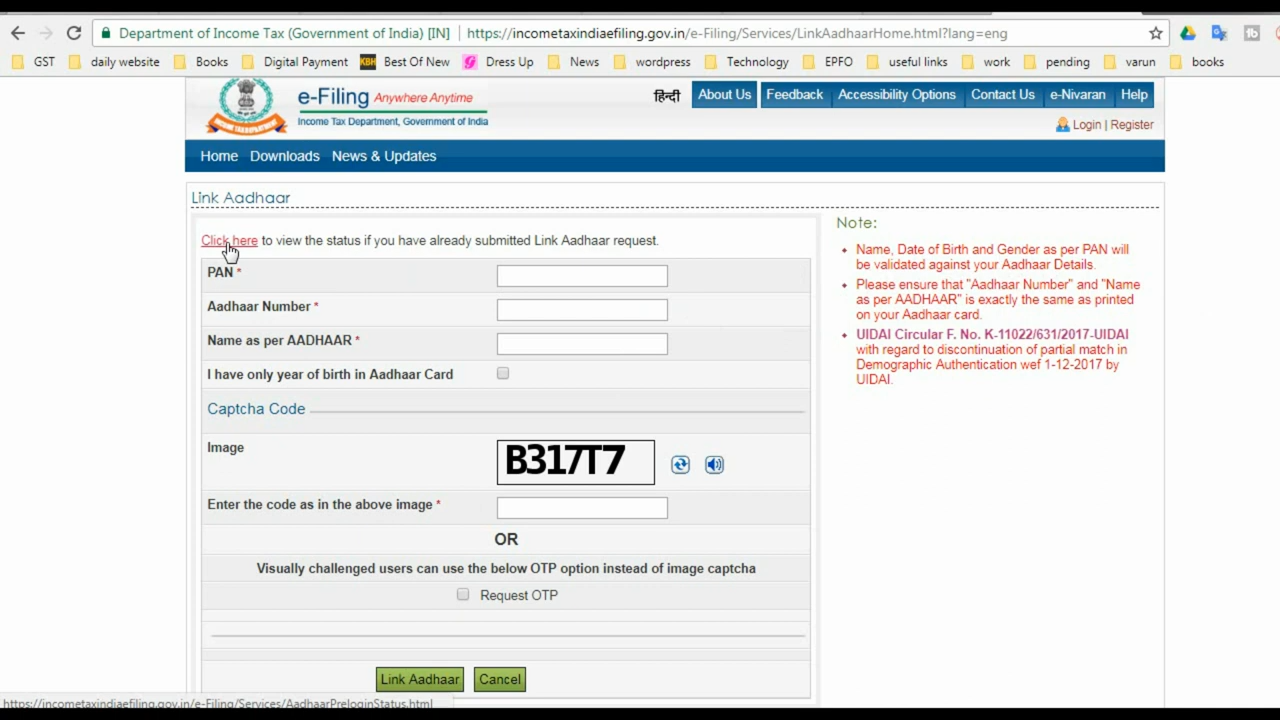 Department of Income Tax (Government of India) [IN] https://incometaxindiaefiling.gov.in/e-Filing/Services/LinkAadhaarHome.html?lang=eng
GST daily website Books Digital Payment KBH Best Of New Dress Up News wordpress Technology EPFO useful links work pending varun books
e-Filing Anywhere Anytime
Income Tax Department, Government of India
हिन्दी About Us Feedback Accessibility Options Contact Us e-Nivaran Help
Login | Register
Home Downloads News & Updates
Link Aadhaar
Click here to view the status if you have already submitted Link Aadhaar request.
PAN *
Aadhaar Number *
Name as per AADHAAR *
I have only year of birth in Aadhaar Card
Captcha Code
Image B317T7
Enter the code as in the above image *
OR
Visually challenged users can use the below OTP option instead of image captcha
Request OTP
Link Aadhaar Cancel
Note:
Name, Date of Birth and Gender as per PAN will
be validated against your Aadhaar Details.
Please ensure that "Aadhaar Number" and "Name
as per AADHAAR" is exactly the same as printed
on your Aadhaar card.
UIDAI Circular F. No. K-11022/631/2017-UIDAI
with regard to discontinuation of partial match in
Demographic Authentication wef 1-12-2017 by
UIDAI.
https://incometaxindiaefiling.gov.in/e-Filing/Services/AadhaarPreloginStatus.html